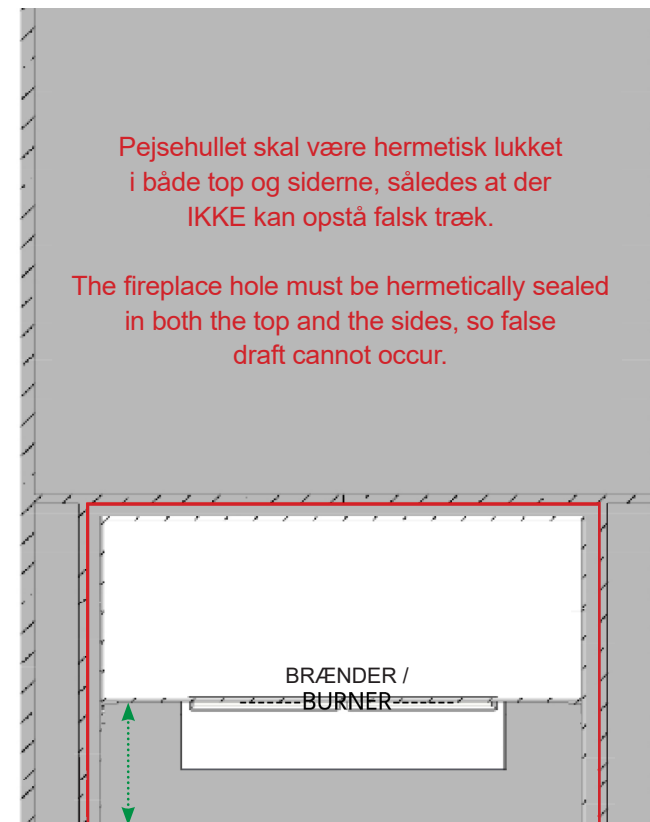 Pejsehullet skal være hermetisk lukket
i både top og siderne, således at der
IKKE kan opstå falsk træk.
The fireplace hole must be hermetically sealed
in both the top and the sides, so false
draft cannot occur.
BRÆNDER /
BURNER